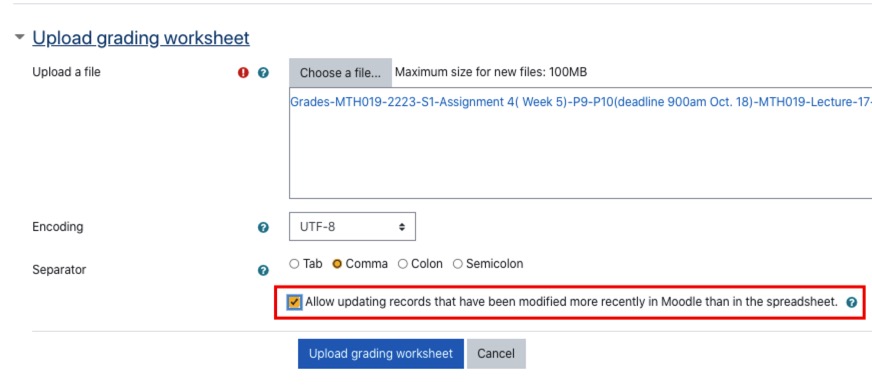 Upload grading worksheet
Upload a file
Choose a file... Maximum size for new files: 100MB
Grades-MTH019-2223-S1-Assignment 4( Week 5)-P9-P10(deadline 900am Oct. 18)-MTH019-Lecture-17-
Encoding
UTF-8
Separator
Tab Comma Colon Semicolon
Allow updating records that have been modified more recently in Moodle than in the spreadsheet.
Upload grading worksheet Cancel